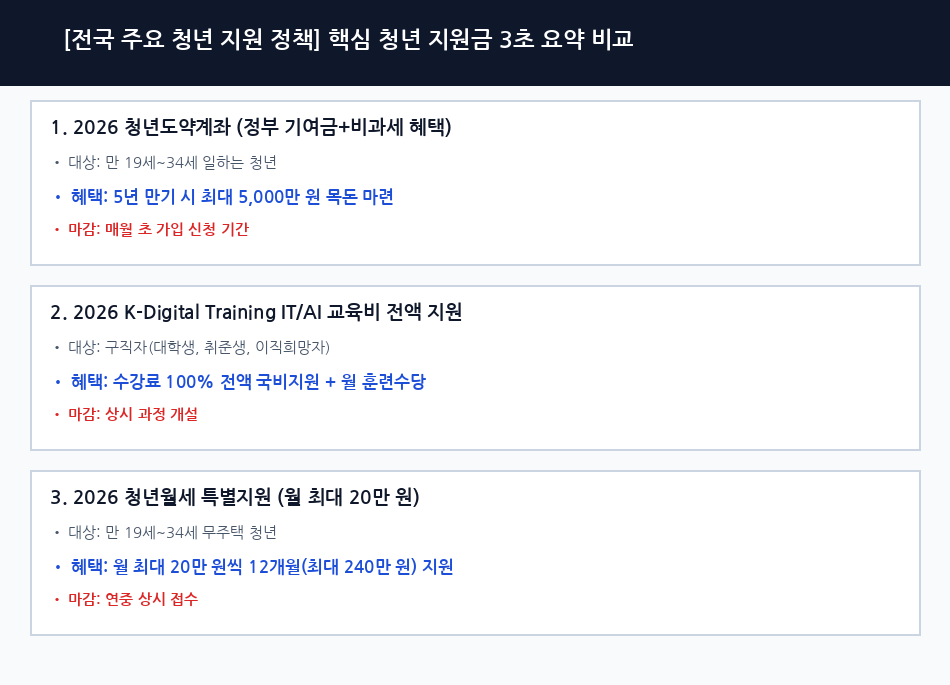 [전국 주요 청년 지원 정책] 핵심 청년 지원금 3초 요약 비교
1. 2026 청년도약계좌 (정부 기여금+비과세 혜택)
• 대상: 만 19세~34세 일하는 청년
• 혜택: 5년 만기 시 최대 5,000만 원 목돈 마련
• 마감: 매월 초 가입 신청 기간
2. 2026 K-Digital Training IT/AI 교육비 전액 지원
• 대상: 구직자(대학생, 취준생, 이직희망자)
• 혜택: 수강료 100% 전액 국비지원 + 월 훈련수당
• 마감: 상시 과정 개설
3. 2026 청년월세 특별지원 (월 최대 20만 원)
• 대상: 만 19세~34세 무주택 청년
• 혜택: 월 최대 20만 원씩 12개월(최대 240만 원) 지원
• 마감: 연중 상시 접수